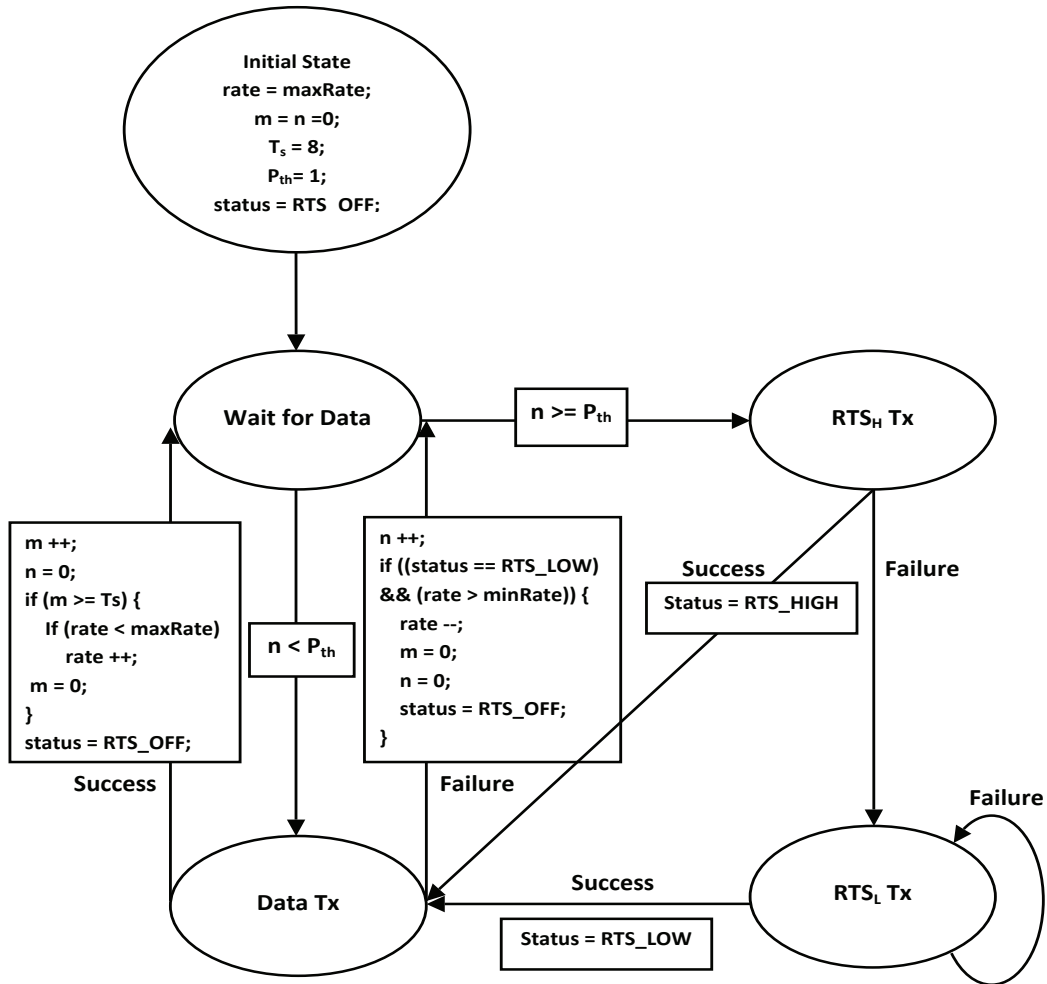 Initial State
rate = maxRate;
m = n =0;
Ts = 8;
Pth= 1;
status = RTS OFF;
Wait for Data
n >= Pth
RTSH Tx
m ++;
n = 0;
if (m >= Ts) {
If (rate < maxRate)
rate ++;
m = 0;
}
status = RTS_OFF;
Success
n < Pth
n ++;
if ((status == RTS_LOW)
&& (rate > minRate)) {
rate --;
m = 0;
n = 0;
status = RTS_OFF;
}
Failure
Success
Status = RTS_HIGH
Failure
Failure
Data Tx
Success
Status = RTS_LOW
RTSL Tx